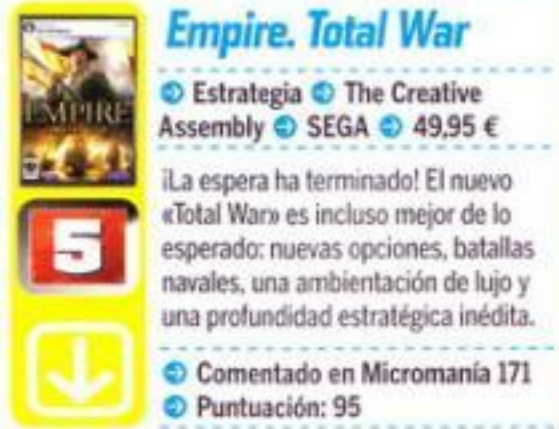 Empire. Total War
EMPIRE
Estrategia The Creative
Assembly SEGA 49,95 €
5
¡La espera ha terminado! El nuevo
«Total War» es incluso mejor de lo
esperado: nuevas opciones, batallas
navales, una ambientación de lujo y
una profundidad estratégica inédita.
Comentado en Micromanía 171
Puntuación: 95